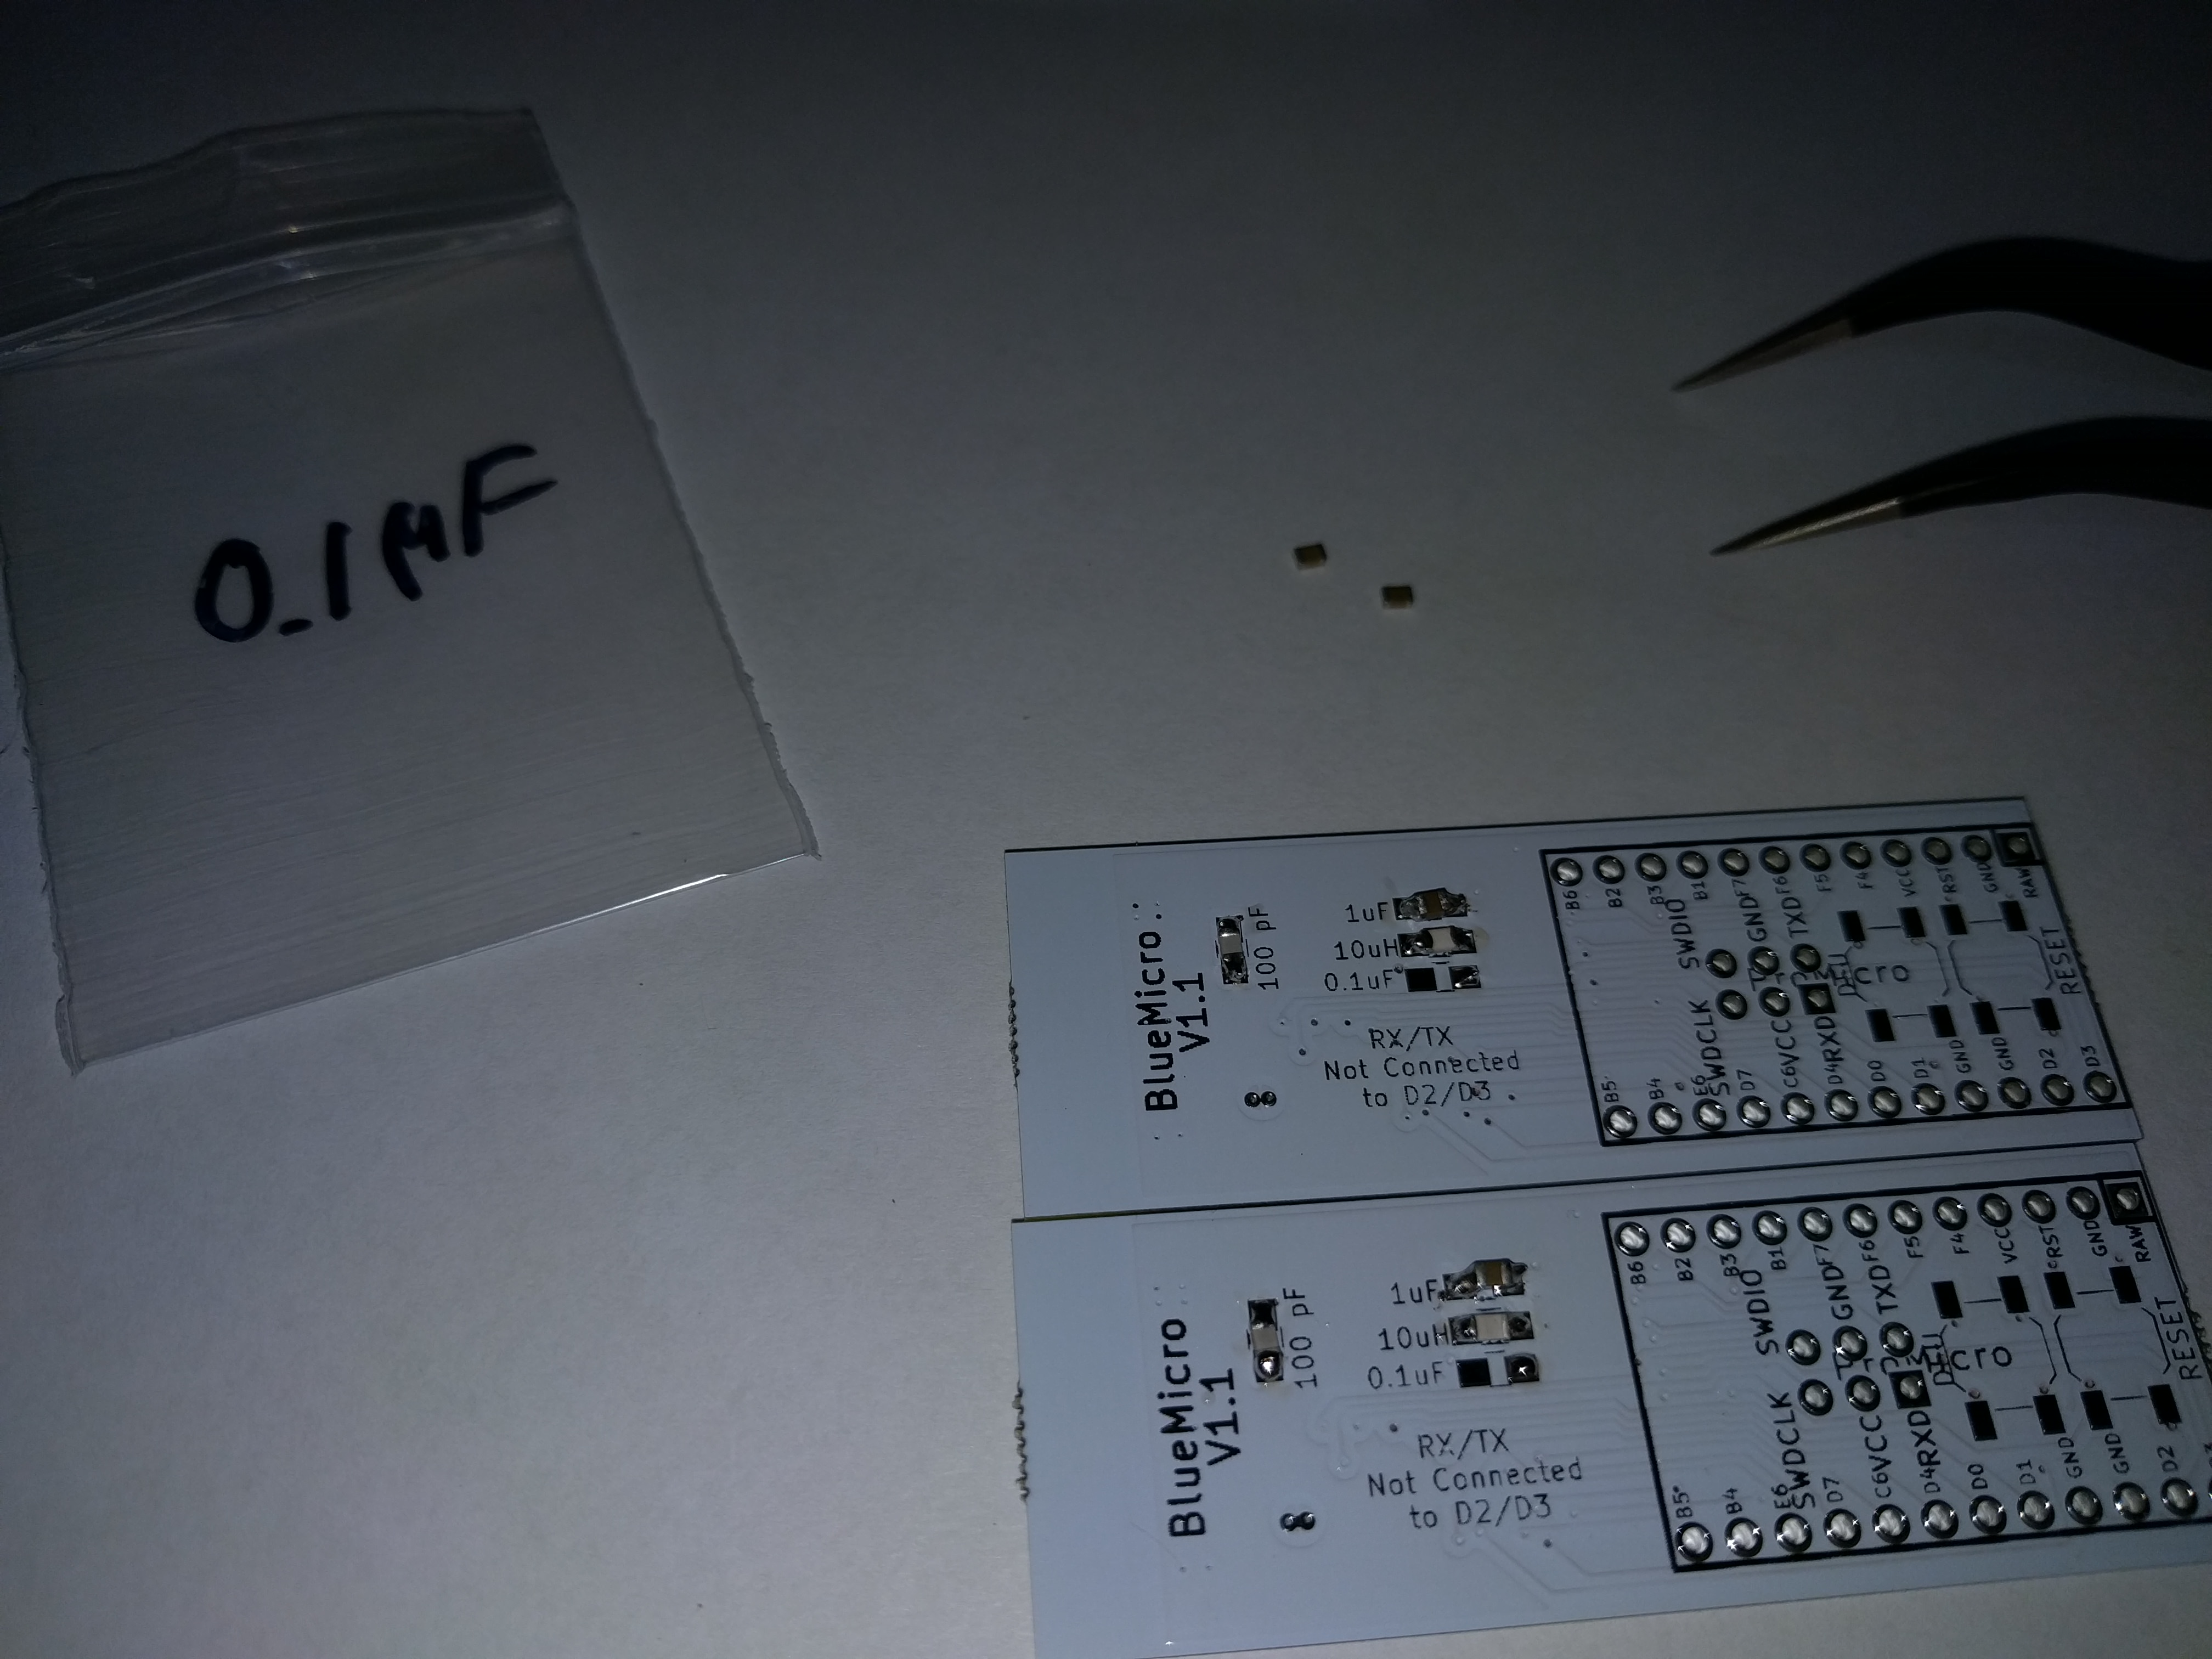 0.1µF
BlueMicro
V1.1
100 pF
1uF
10uH
0.1uF
RX/TX
Not Connected
to D2/D3
B6
B2
B3
B1
F7
F6
F5
F4
VCC
RST
GND
RAW
SWDIO
GND
TXD
SWDCLK
VCC
RXD
cro
RESET
B5
B4
E6
D7
C6
D4
D0
D1
GND
GND
D2
D3
BlueMicro
V1.1
100 pF
1uF
10uH
0.1uF
RX/TX
Not Connected
to D2/D3
B6
B2
B3
B1
F7
F6
F5
F4
VCC
RST
GND
RAW
SWDIO
GND
TXD
SWDCLK
VCC
RXD
cro
RESET
B5
B4
E6
D7
C6
D4
D0
D1
GND
GND
D2